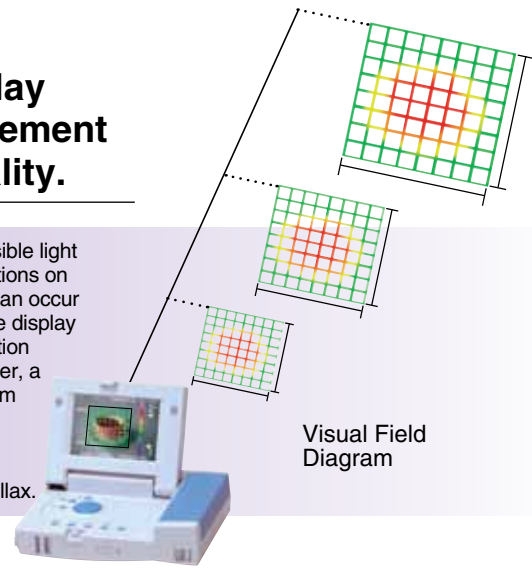 lay
ement
lity.
sible light
tions on
an occur
e display
tion
er, a
m
llax.
Visual Field
Diagram